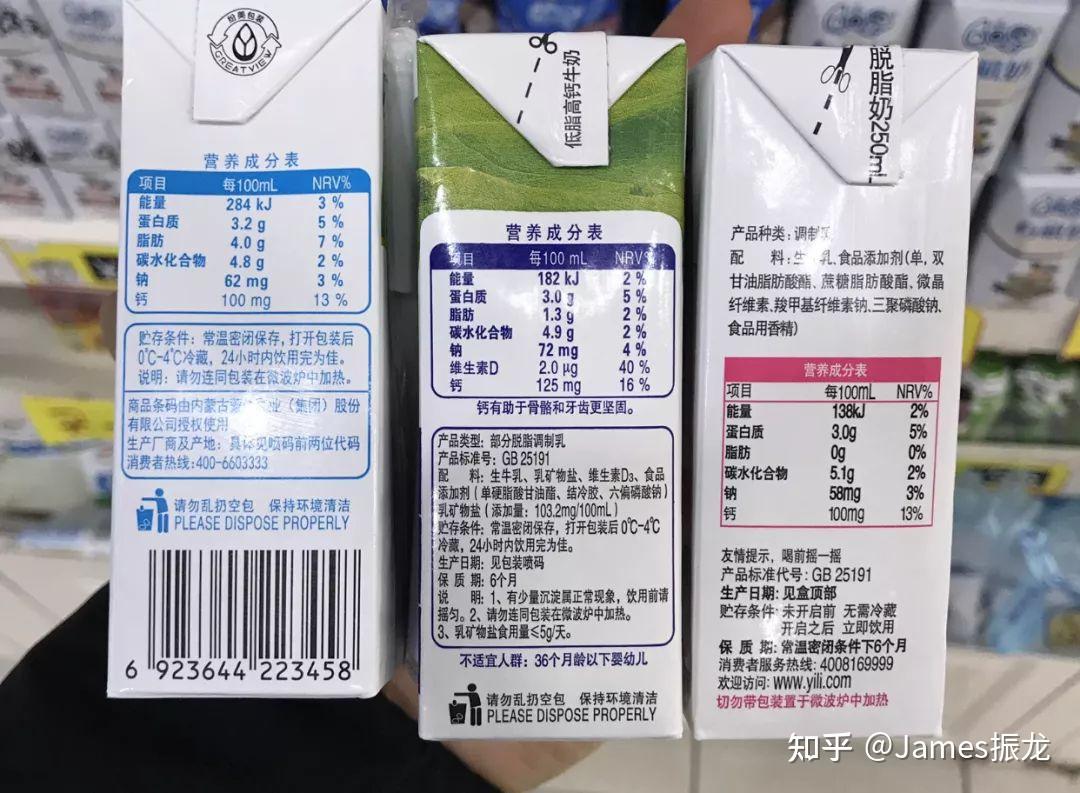 纷美包装
GREATVIEW
营养成分表
项目 每100mL NRV%
能量 284 kJ 3 %
蛋白质 3.2 g 5 %
脂肪 4.0 g 7 %
碳水化合物 4.8 g 2 %
钠 62 mg 3 %
钙 100 mg 13 %
贮存条件：常温密闭保存，打开包装后
0℃-4℃冷藏，24小时内饮用完为佳。
说明：请勿连同包装在微波炉中加热。
商品条码由内蒙古蒙 业（集团）股份
有限公司授权使用
生产厂商及产地：具体见喷码前两位代码
消费者热线:400-6603333
请勿乱扔空包 保持环境清洁
PLEASE DISPOSE PROPERLY
6 923644 223458
低脂高钙牛奶
营养成分表
项目 每100 mL NRV%
能量 182 kJ 2 %
蛋白质 3.0 g 5 %
脂肪 1.3 g 2 %
碳水化合物 4.9 g 2 %
钠 72 mg 4 %
维生素D 2.0 μg 40 %
钙 125 mg 16 %
钙有助于骨骼和牙齿更坚固。
产品类型：部分脱脂调制乳
产品标准号：GB 25191
配 料：生牛乳、乳矿物盐、维生素D₃、食品
添加剂（单硬脂酸甘油酯、结冷胶、六偏磷酸钠）
乳矿物盐（添加量：103.2mg/100mL）
贮存条件：常温密闭保存，打开包装后0℃-4℃
冷藏，24小时内饮用完为佳。
生产日期：见包装喷码
保 质 期：6个月
说 明：1、有少量沉淀属正常现象，饮用前请
摇匀。2、请勿连同包装在微波炉中加热。
3、乳矿物盐食用量≤5g/天。
不适宜人群：36个月龄以下婴幼儿
请勿乱扔空包 保持环境清洁
PLEASE DISPOSE PROPERLY
脱脂奶250mL
产品种类：调制乳
配 料：生 乳、食品添加剂(单，双
甘油脂肪酸酯、蔗糖脂肪酸酯、微晶
纤维素、羧甲基纤维素钠、三聚磷酸钠、
食品用香精)
营养成分表
项目 每100mL NRV%
能量 138kJ 2%
蛋白质 3.0g 5%
脂肪 0g 0%
碳水化合物 5.1g 2%
钠 58mg 3%
钙 100mg 13%
友情提示，喝前摇一摇
产品标准代号：GB 25191
生产日期：见盒顶部
贮存条件：未开启前 无需冷藏
开启之后 立即饮用
保 质 期：常温密闭条件下6个月
消费者服务热线：4008169999
欢迎访问：www.yili.com
切勿带包装置于微波炉中加热
知乎 @James振龙